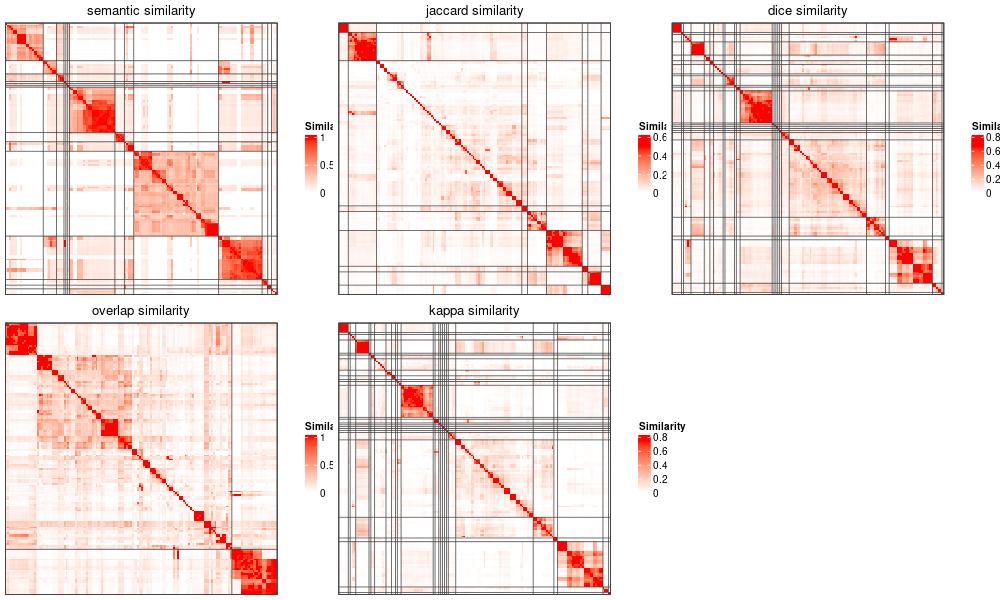 semantic similarity
Simila
1
0.5
0
jaccard similarity
Simila
0.6
0.4
0.2
0
dice similarity
Simila
0.8
0.6
0.4
0.2
0
overlap similarity
Simila
1
0.5
0
kappa similarity
Similarity
0.8
0.6
0.4
0.2
0